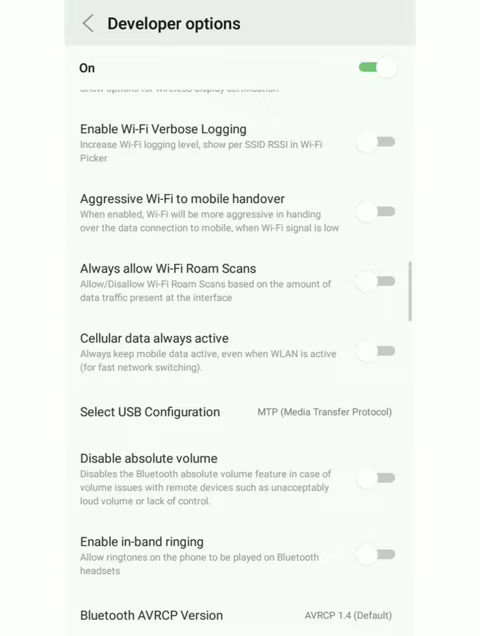 Developer options
On
Show options for wireless display certification
Enable Wi-Fi Verbose Logging
Increase Wi-Fi logging level, show per SSID RSSI in Wi-Fi
Picker
Aggressive Wi-Fi to mobile handover
When enabled, Wi-Fi will be more aggressive in handing
over the data connection to mobile, when Wi-Fi signal is low
Always allow Wi-Fi Roam Scans
Allow/Disallow Wi-Fi Roam Scans based on the amount of
data traffic present at the interface
Cellular data always active
Always keep mobile data active, even when WLAN is active
(for fast network switching).
Select USB Configuration MTP (Media Transfer Protocol)
Disable absolute volume
Disables the Bluetooth absolute volume feature in case of
volume issues with remote devices such as unacceptably
loud volume or lack of control.
Enable in-band ringing
Allow ringtones on the phone to be played on Bluetooth
headsets
Bluetooth AVRCP Version AVRCP 1.4 (Default)